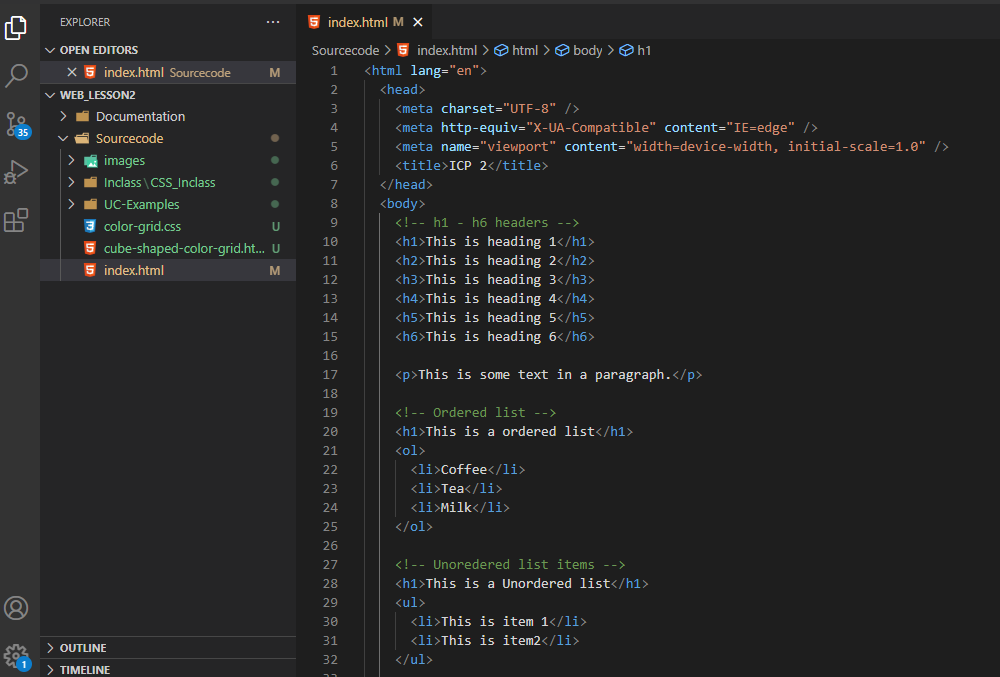 EXPLORER ...
OPEN EDITORS
index.html Sourcecode M
WEB_LESSON2
Documentation
Sourcecode
images
Inclass\CSS_Inclass
UC-Examples
color-grid.css U
cube-shaped-color-grid.ht... U
index.html M
OUTLINE
TIMELINE
35
1
index.html M
Sourcecode > index.html > html > body > h1
1 <html lang="en">
2 <head>
3 <meta charset="UTF-8" />
4 <meta http-equiv="X-UA-Compatible" content="IE=edge" />
5 <meta name="viewport" content="width=device-width, initial-scale=1.0" />
6 <title>ICP 2</title>
7 </head>
8 <body>
9 <!-- h1 - h6 headers -->
10 <h1>This is heading 1</h1>
11 <h2>This is heading 2</h2>
12 <h3>This is heading 3</h3>
13 <h4>This is heading 4</h4>
14 <h5>This is heading 5</h5>
15 <h6>This is heading 6</h6>
16
17 <p>This is some text in a paragraph.</p>
18
19 <!-- Ordered list -->
20 <h1>This is a ordered list</h1>
21 <ol>
22 <li>Coffee</li>
23 <li>Tea</li>
24 <li>Milk</li>
25 </ol>
26
27 <!-- Unoredered list items -->
28 <h1>This is a Unordered list</h1>
29 <ul>
30 <li>This is item 1</li>
31 <li>This is item2</li>
32 </ul>